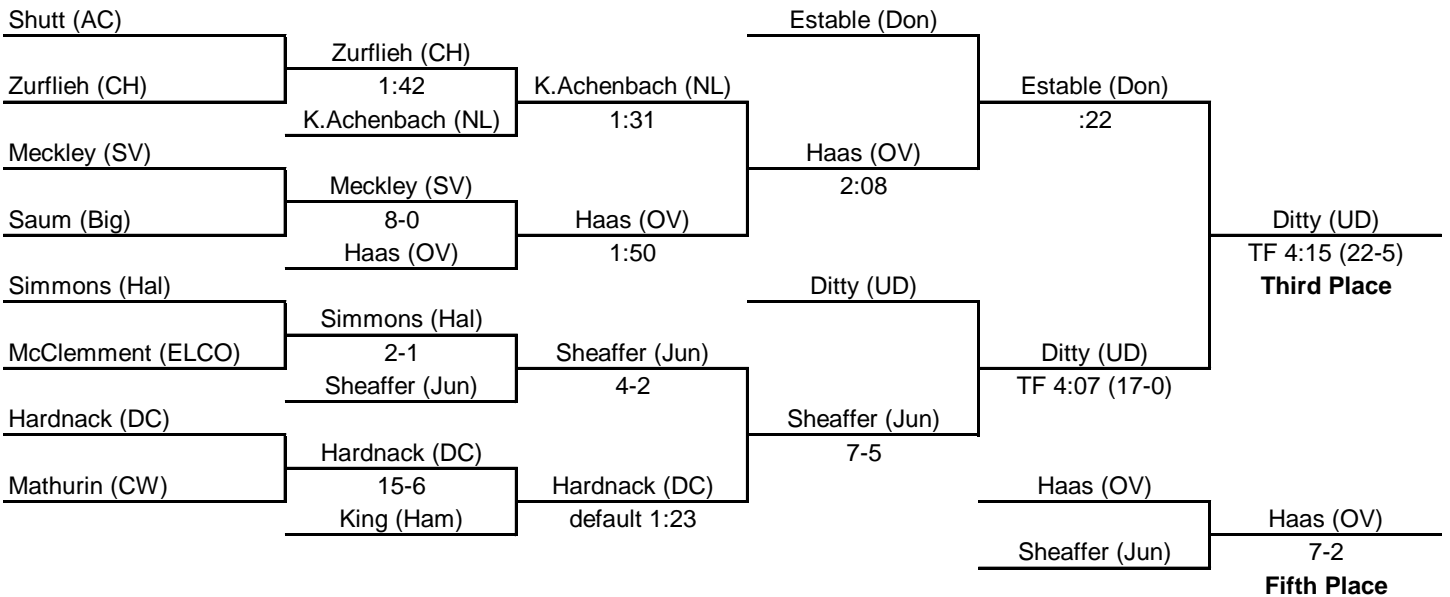 Shutt (AC)
Estable (Don)
Zurflieh (CH)
Zurflieh (CH)
1:42
K.Achenbach (NL)
Estable (Don)
K.Achenbach (NL)
1:31
:22
Meckley (SV)
Haas (OV)
Meckley (SV)
2:08
Saum (Big)
8-0
Haas (OV)
Ditty (UD)
Haas (OV)
1:50
TF 4:15 (22-5)
Simmons (Hal)
Ditty (UD)
Third Place
Simmons (Hal)
McClemment (ELCO)
2-1
Sheaffer (Jun)
Ditty (UD)
Sheaffer (Jun)
4-2
TF 4:07 (17-0)
Hardnack (DC)
Sheaffer (Jun)
Hardnack (DC)
7-5
Mathurin (CW)
15-6
Hardnack (DC)
Haas (OV)
King (Ham)
default 1:23
Haas (OV)
Sheaffer (Jun)
7-2
Fifth Place